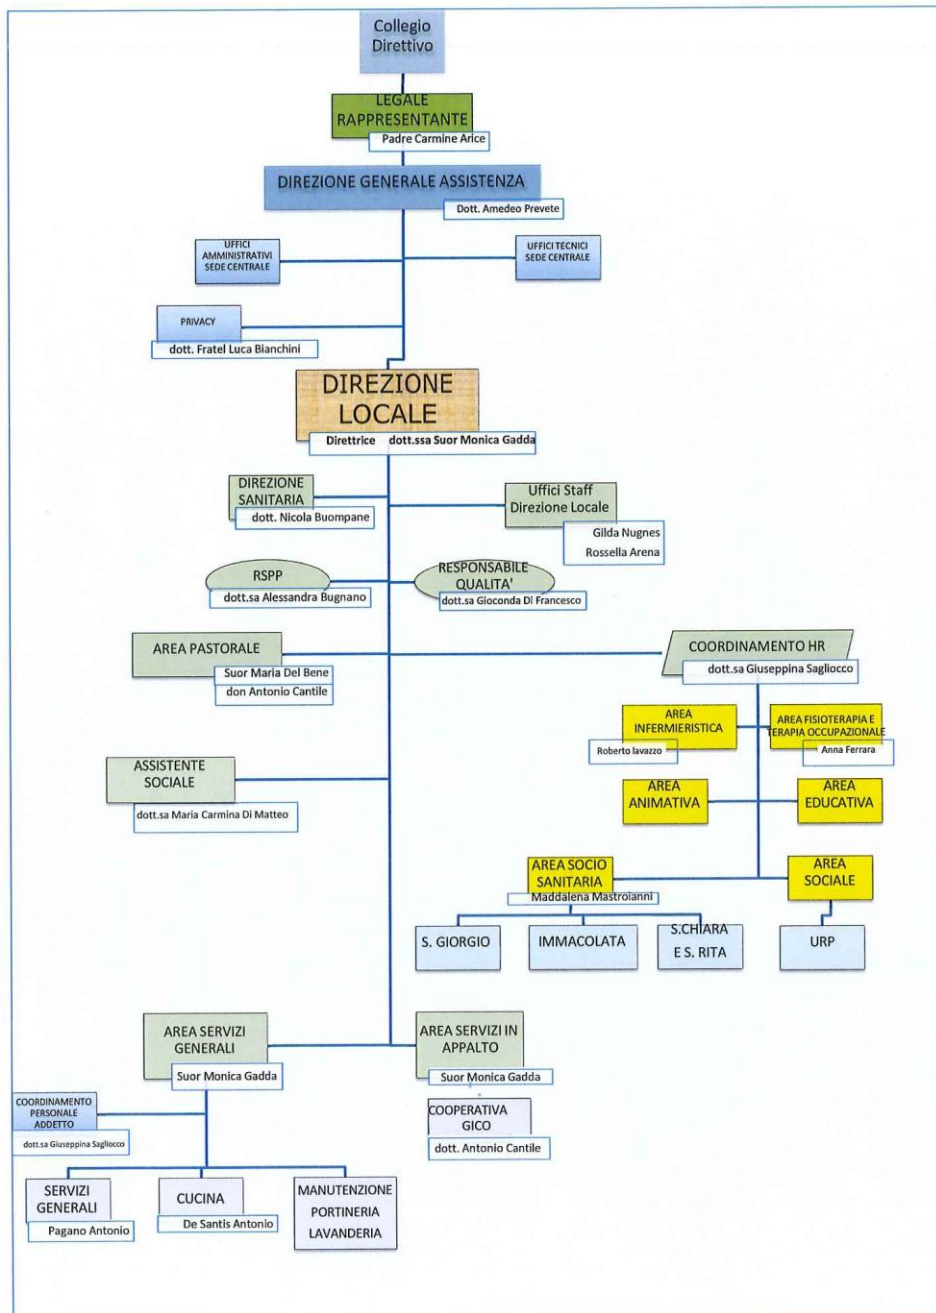 Collegio
Direttivo
LEGALE
RAPPRESENTANTE
Padre Carmine Arice
DIREZIONE GENERALE ASSISTENZA
Dott. Amedeo Prevete
UFFICI
AMMINISTRATIVI
SEDE CENTRALE
UFFICI TECNICI
SEDE CENTRALE
PRIVACY
dott. Fratel Luca Bianchini
DIREZIONE
LOCALE
Direttrice dott.ssa Suor Monica Gadda
DIREZIONE
SANITARIA
dott. Nicola Buompane
Uffici Staff
Direzione Locale
Gilda Nugnes
Rossella Arena
RSPP
dott.sa Alessandra Bugnano
RESPONSABILE
QUALITA'
dott.sa Gioconda Di Francesco
AREA PASTORALE
Suor Maria Del Bene
don Antonio Cantile
COORDINAMENTO HR
dott.sa Giuseppina Sagliocco
AREA
INFERMIERISTICA
Roberto Iavazzo
AREA FISIOTERAPIA E
TERAPIA OCCUPAZIONALE
Anna Ferrara
ASSISTENTE
SOCIALE
dott.sa Maria Carmina Di Matteo
AREA
ANIMATIVA
AREA
EDUCATIVA
AREA SOCIO
SANITARIA
Maddalena Mastroianni
AREA
SOCIALE
S. GIORGIO
IMMACOLATA
S.CHIARA
E S. RITA
URP
AREA SERVIZI
GENERALI
Suor Monica Gadda
AREA SERVIZI IN
APPALTO
Suor Monica Gadda
COORDINAMENTO
PERSONALE
ADDETTO
dott.sa Giuseppina Sagliocco
COOPERATIVA
GICO
dott. Antonio Cantile
SERVIZI
GENERALI
Pagano Antonio
CUCINA
De Santis Antonio
MANUTENZIONE
PORTINERIA
LAVANDERIA